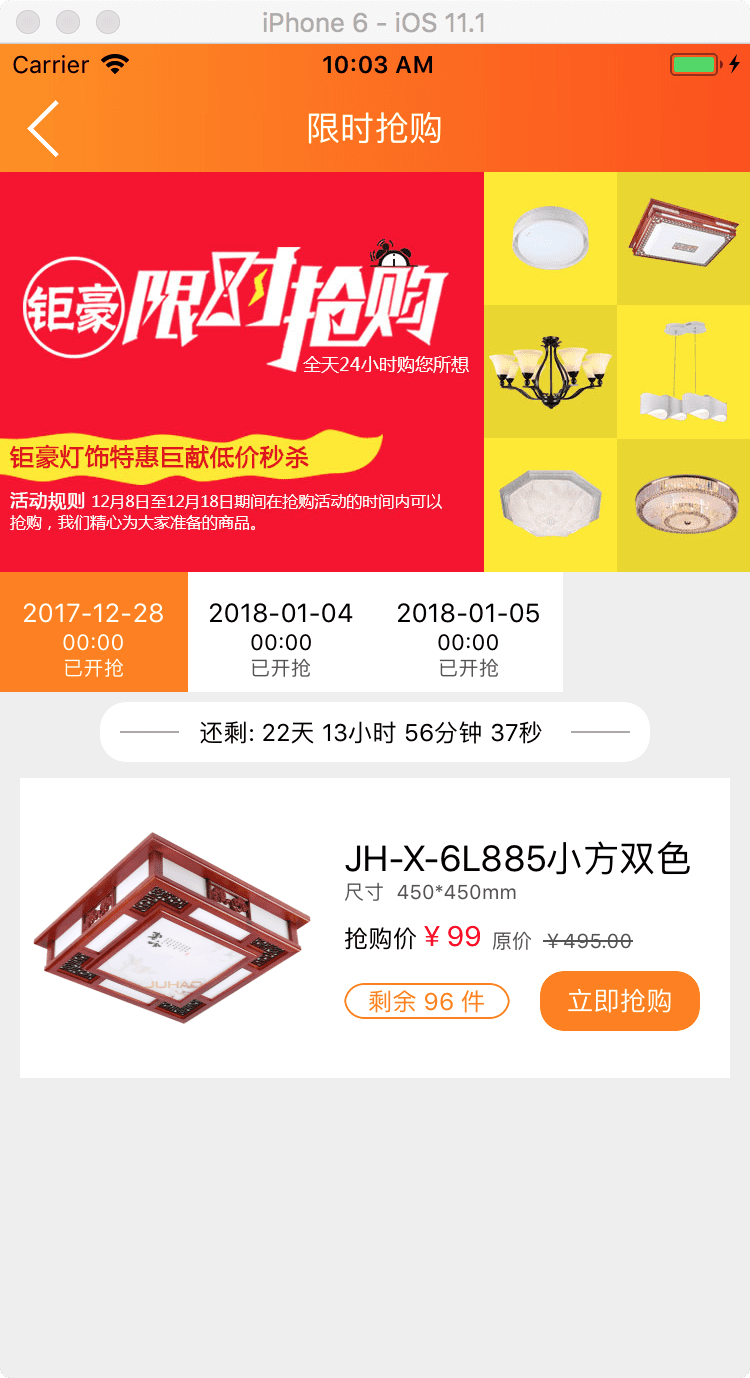 iPhone 6 - iOS 11.1
Carrier 10:03 AM
限时抢购
钜豪 限时抢购
全天24小时购您所想
钜豪灯饰特惠巨献低价秒杀
活动规则 12月8日至12月18日期间在抢购活动的时间内可以
抢购，我们精心为大家准备的商品。
2017-12-28
00:00
已开抢
2018-01-04
00:00
已开抢
2018-01-05
00:00
已开抢
还剩: 22天 13小时 56分钟 37秒
JH-X-6L885小方双色
尺寸 450*450mm
抢购价 ¥ 99 原价 ¥495.00
JUHAO
剩余 96 件
立即抢购